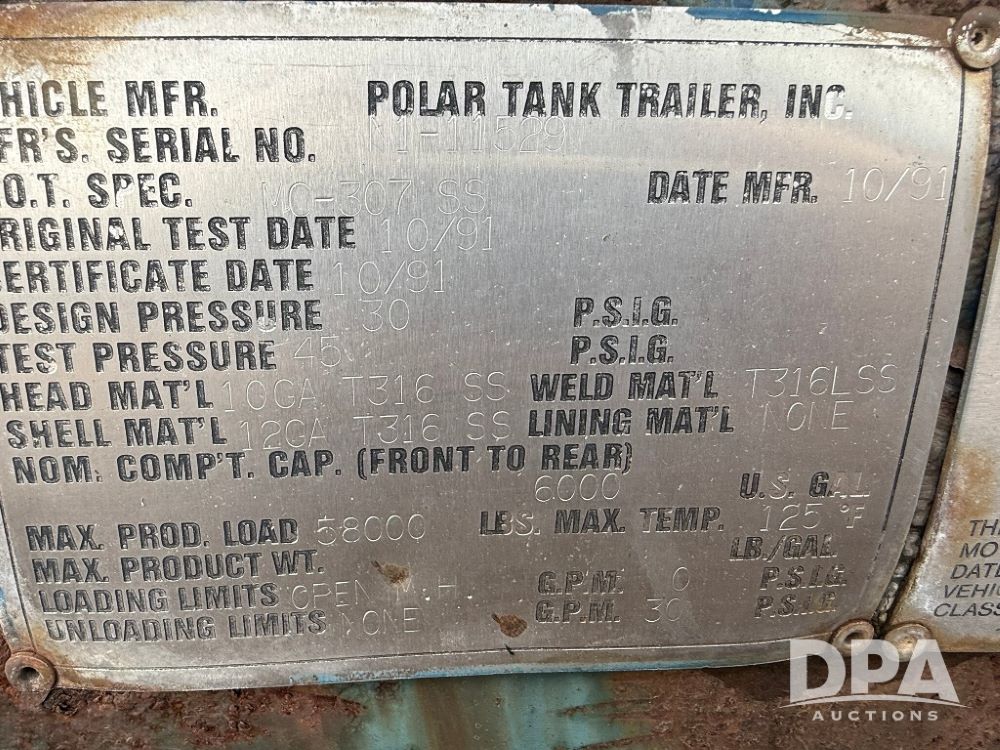 HICLE MFR. POLAR TANK TRAILER, INC.
FR'S. SERIAL NO. 11529
.O.T. SPEC. MC-307 SS DATE MFR. 10/91
RIGINAL TEST DATE 10/91
CERTIFICATE DATE 10/91
DESIGN PRESSURE 30 P.S.I.G.
TEST PRESSURE 45 P.S.I.G.
HEAD MAT'L 10GA T316 SS WELD MAT'L T316LSS
SHELL MAT'L 12GA T316 SS LINING MAT'L NONE
NOM. COMP'T. CAP. (FRONT TO REAR)
6000 U.S. GAL
MAX. PROD. LOAD 58000 LBS. MAX. TEMP. 125 °F
MAX. PRODUCT WT. LB./GAL.
LOADING LIMITS OPEN M.H G.P.M. 0 P.S.I.G.
UNLOADING LIMITS NONE G.P.M. 30 P.S.I.G.
TH
MO
DATE
VEHIC
CLASS
DPA
AUCTIONS